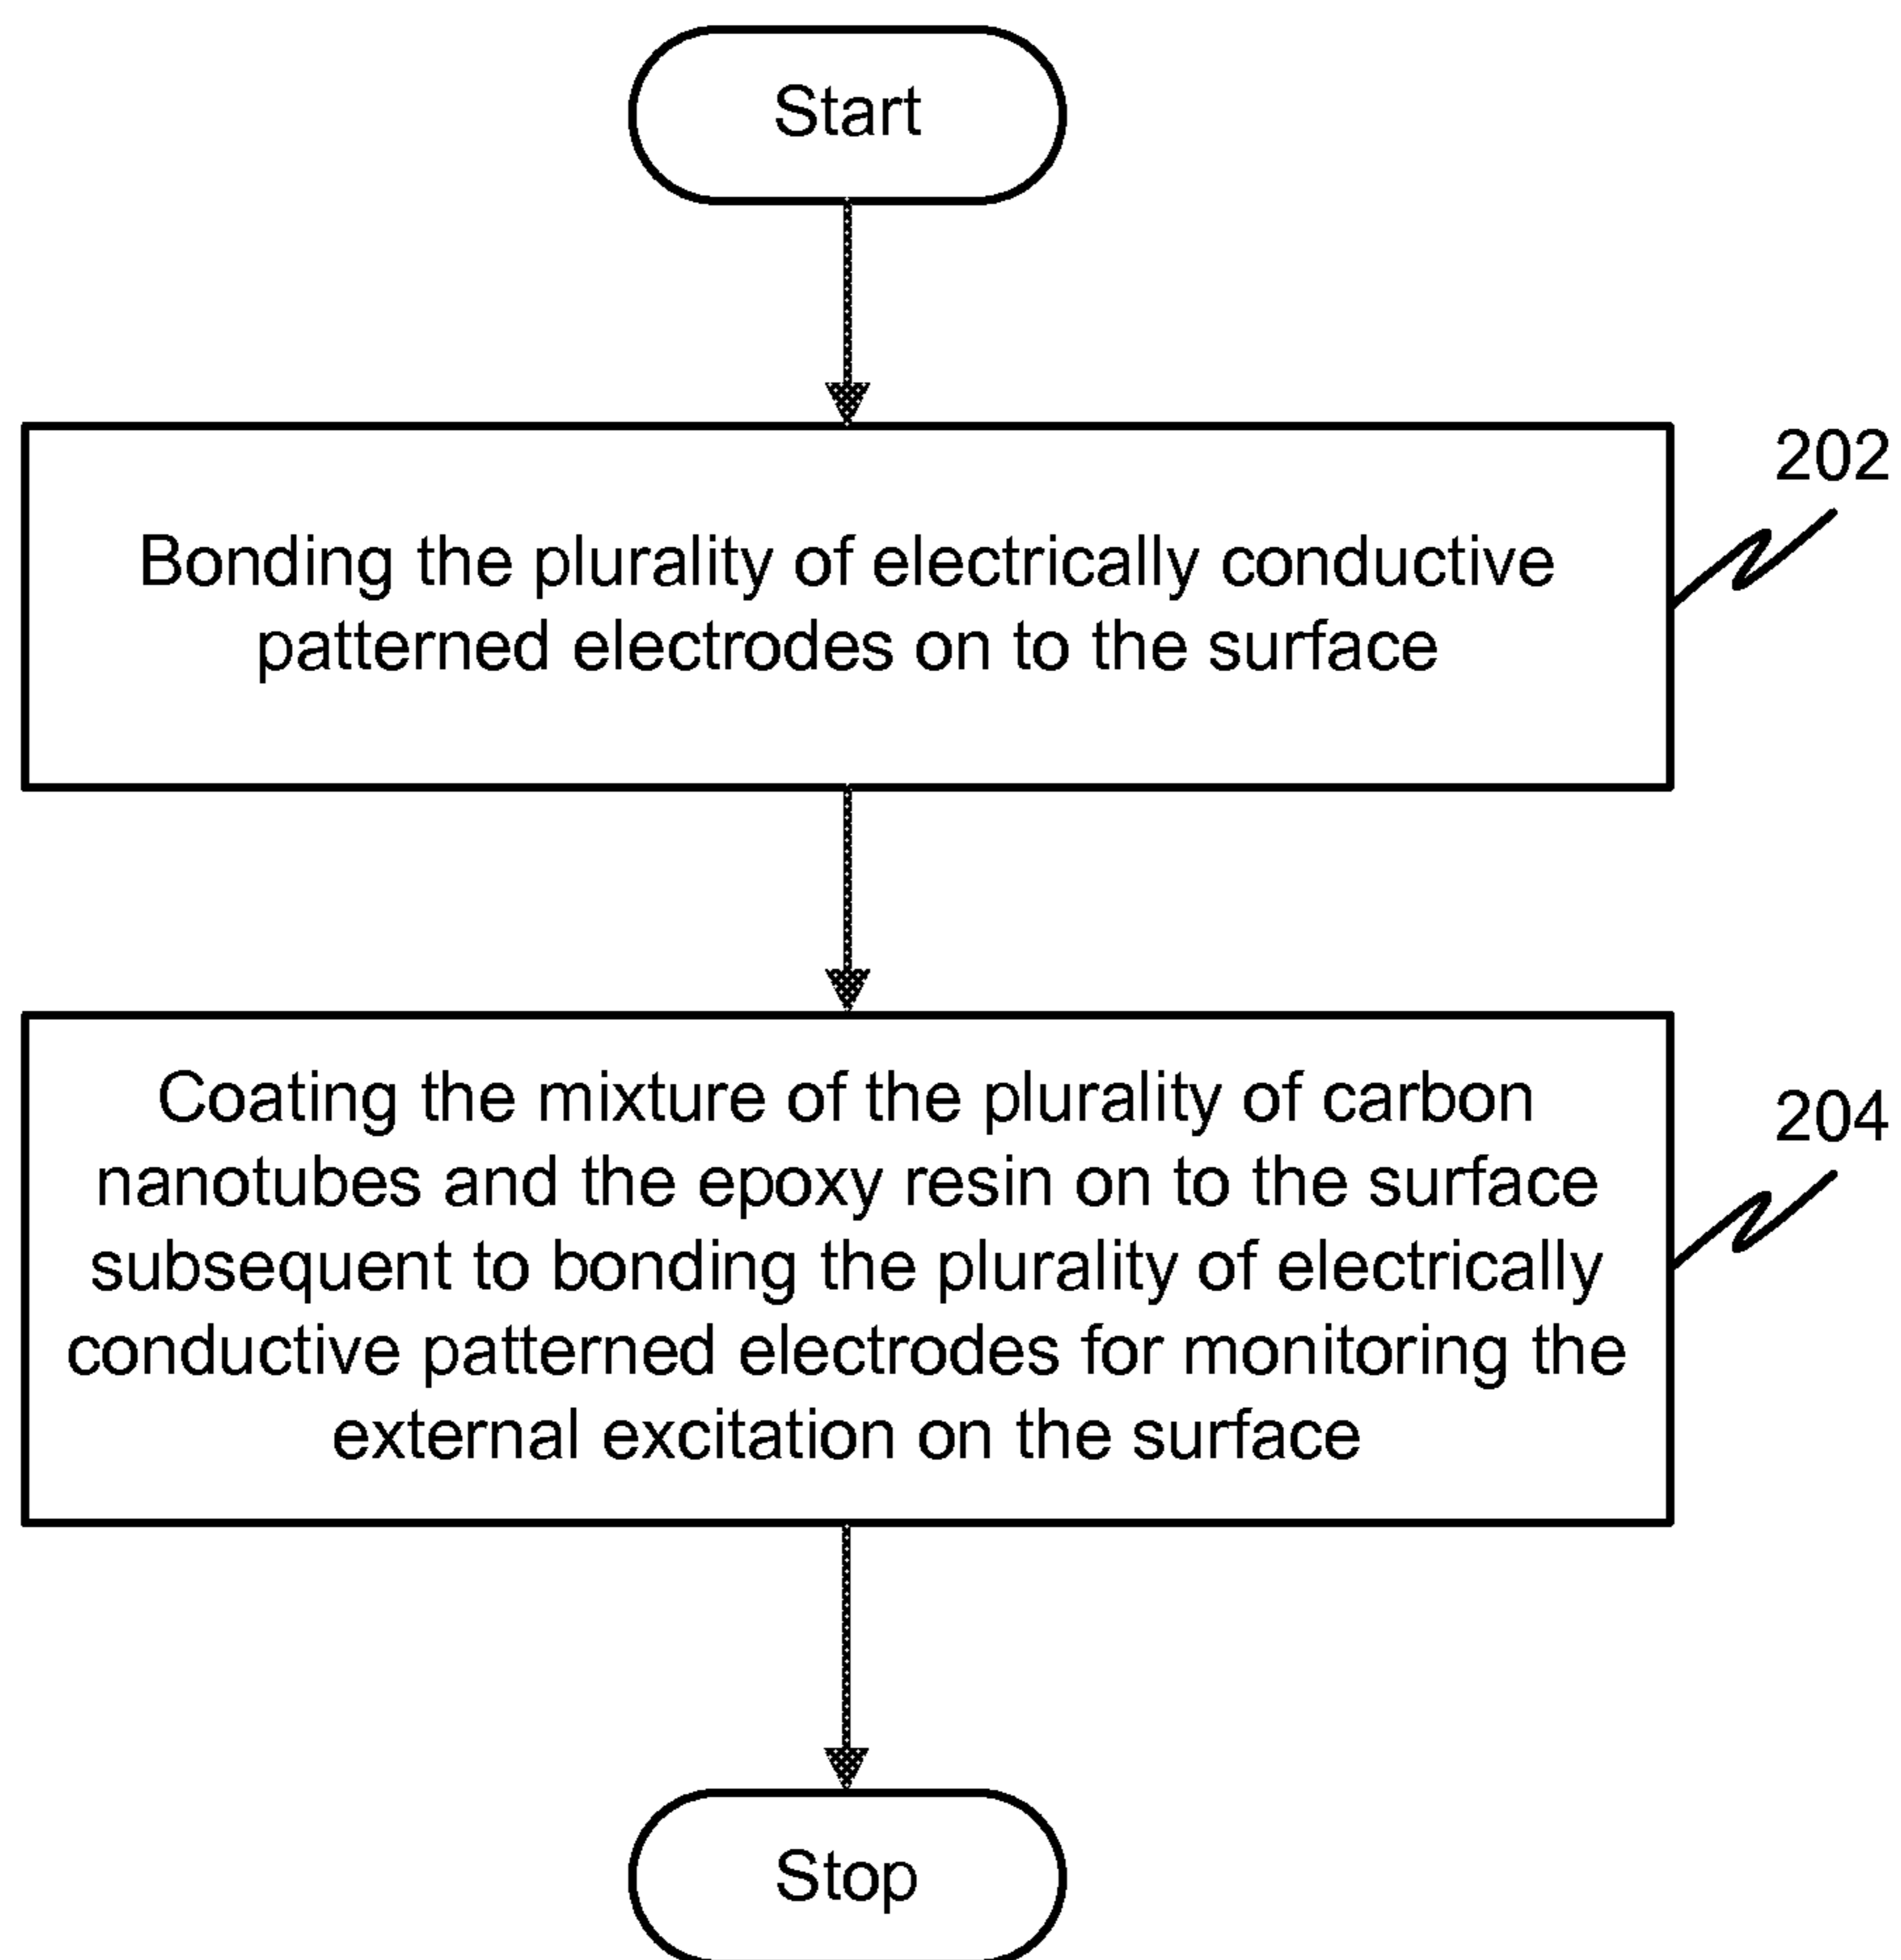 Start
202
Bonding the plurality of electrically conductive
patterned electrodes on to the surface
204
Coating the mixture of the plurality of carbon
nanotubes and the epoxy resin on to the surface
subsequent to bonding the plurality of electrically
conductive patterned electrodes for monitoring the
external excitation on the surface
Stop